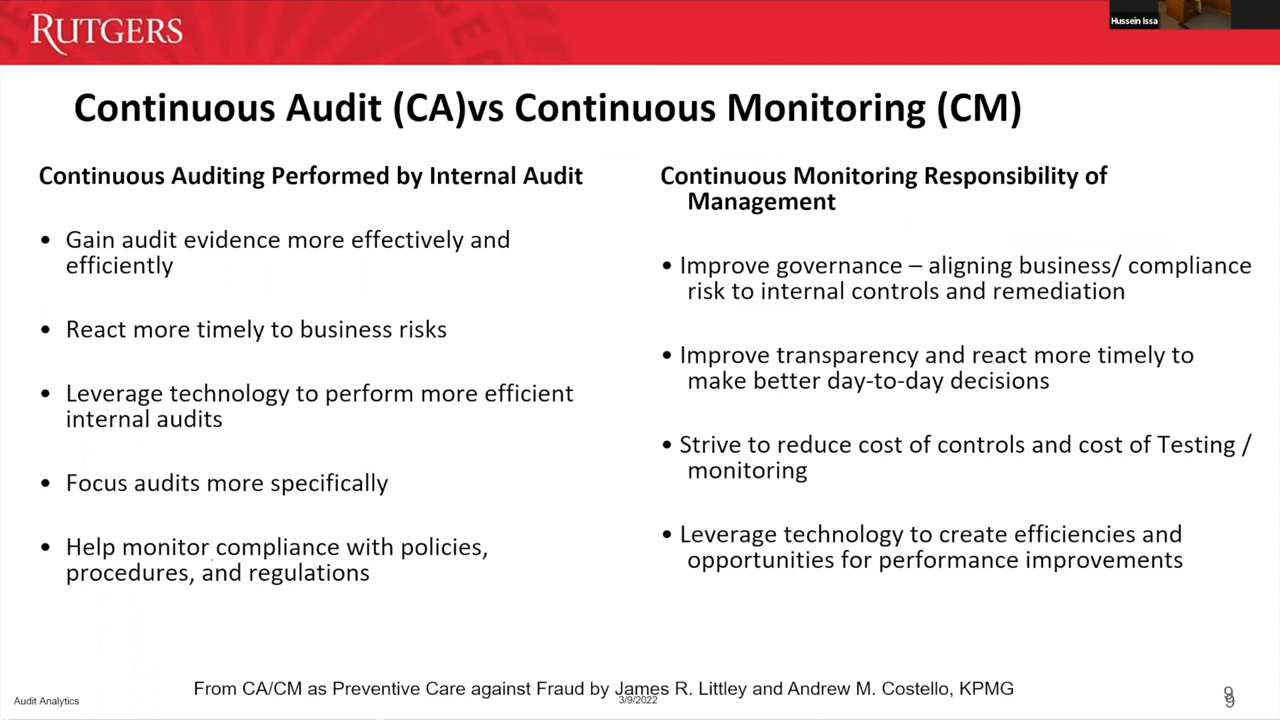 RUTGERS
Hussein Issa
Continuous Audit (CA)vs Continuous Monitoring (CM)
Continuous Auditing Performed by Internal Audit
• Gain audit evidence more effectively and
efficiently
• React more timely to business risks
• Leverage technology to perform more efficient
internal audits
• Focus audits more specifically
• Help monitor compliance with policies,
procedures, and regulations
Continuous Monitoring Responsibility of
Management
• Improve governance – aligning business/ compliance
risk to internal controls and remediation
• Improve transparency and react more timely to
make better day-to-day decisions
• Strive to reduce cost of controls and cost of Testing /
monitoring
• Leverage technology to create efficiencies and
opportunities for performance improvements
From CA/CM as Preventive Care against Fraud by James R. Littley and Andrew M. Costello, KPMG
Audit Analytics
3/9/2022
9
9